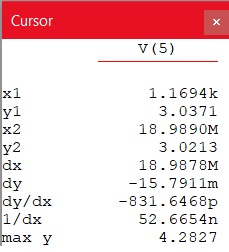 Cursor
V(5)
x1 1.1694k
y1 3.0371
x2 18.9890M
y2 3.0213
dx 18.9878M
dy -15.7911m
dy/dx -831.6468p
1/dx 52.6654n
max y 4.2827